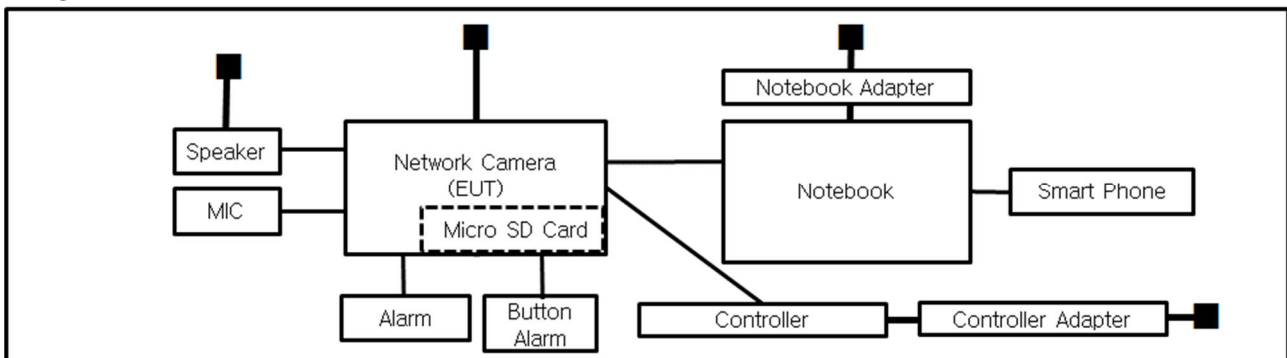 Notebook Adapter
Speaker
Network Camera
(EUT)
Notebook
MIC
Smart Phone
Micro SD Card
Alarm
Button
Alarm
Controller
Controller Adapter